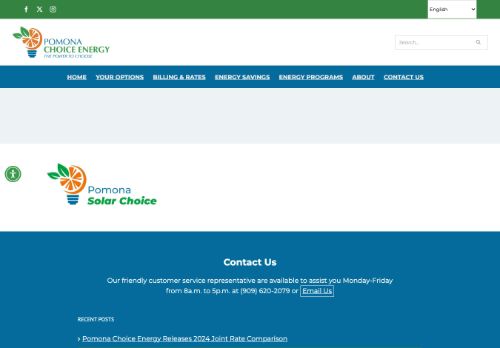 English
POMONA
CHOICE ENERGY
THE POWER TO CHOOSE
Search...
HOME YOUR OPTIONS BILLING & RATES ENERGY SAVINGS ENERGY PROGRAMS ABOUT CONTACT US
Pomona
Solar Choice
Contact Us
Our friendly customer service representative are available to assist you Monday-Friday
from 8a.m. to 5p.m. at (909) 620-2079 or Email Us
RECENT POSTS
Pomona Choice Energy Releases 2024 Joint Rate Comparison